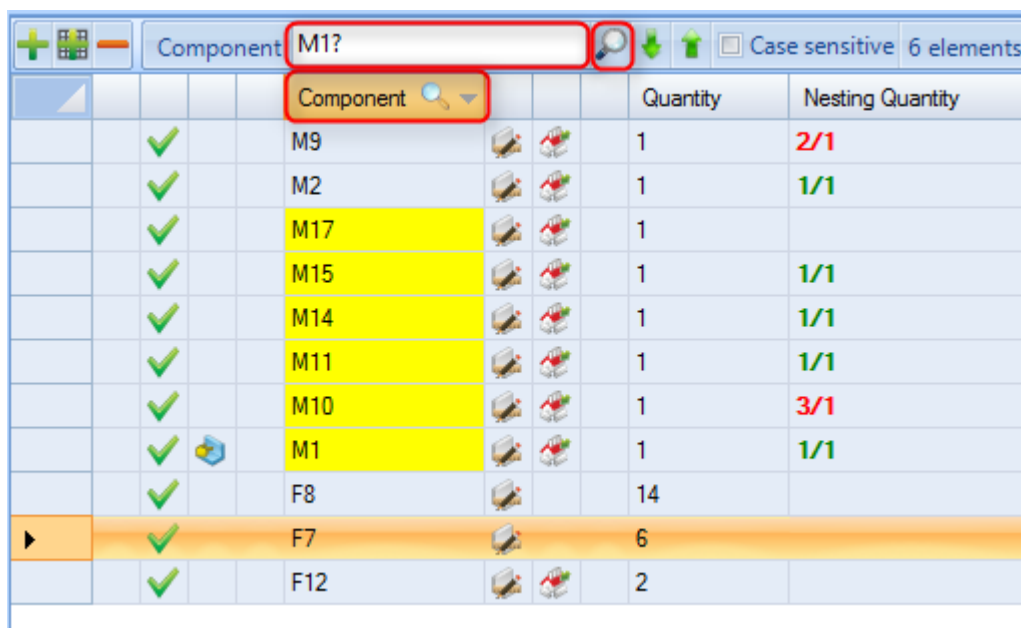 Component M1? Case sensitive 6 elements
Component Quantity Nesting Quantity
M9 1 2/1
M2 1 1/1
M17 1
M15 1 1/1
M14 1 1/1
M11 1 1/1
M10 1 3/1
M1 1 1/1
F8 14
F7 6
F12 2